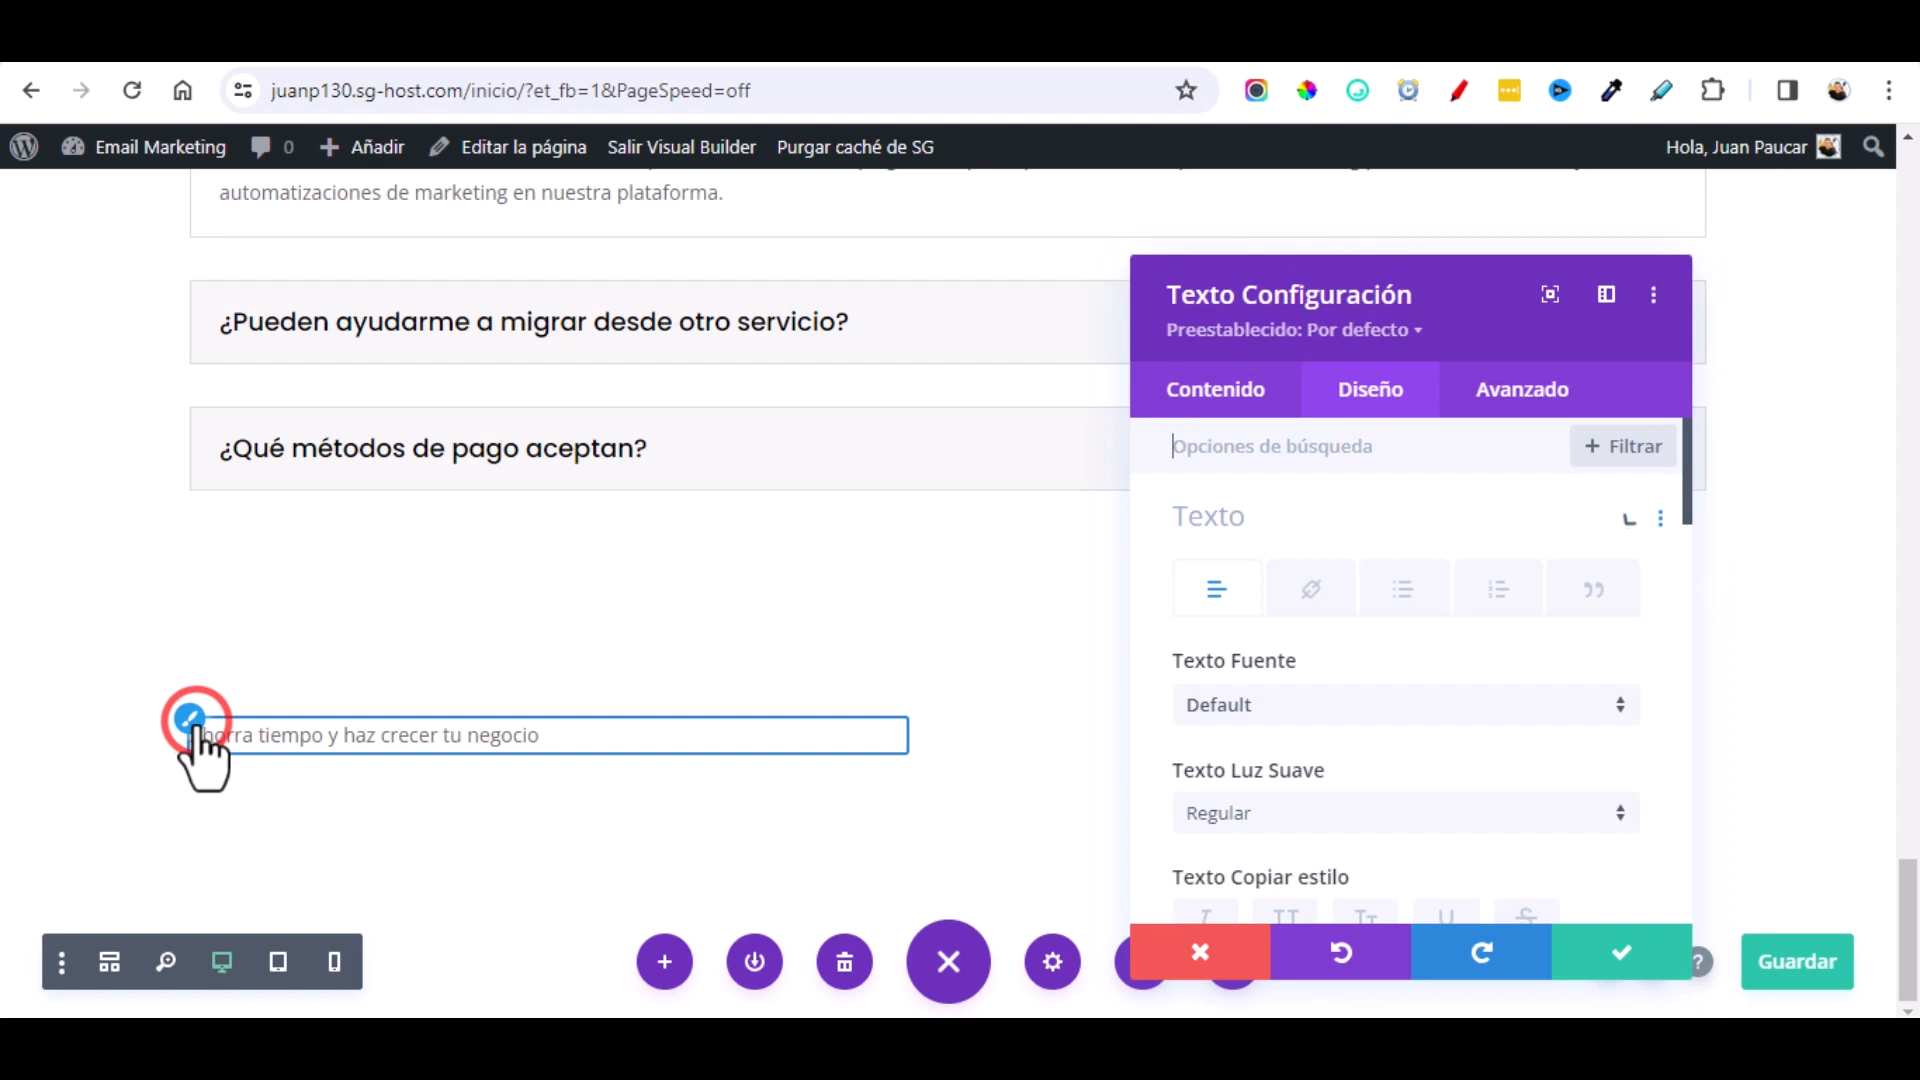 juanp130.sg-host.com/inicio/?et_fb=1&PageSpeed=off
Email Marketing 0 Añadir Editar la página Salir Visual Builder Purgar caché de SG Hola, Juan Paucar
automatizaciones de marketing en nuestra plataforma.
¿Pueden ayudarme a migrar desde otro servicio?
¿Qué métodos de pago aceptan?
horra tiempo y haz crecer tu negocio
Texto Configuración
Preestablecido: Por defecto
Contenido Diseño Avanzado
Opciones de búsqueda + Filtrar
Texto
Texto Fuente
Default
Texto Luz Suave
Regular
Texto Copiar estilo
I TT Tt U S
? Guardar